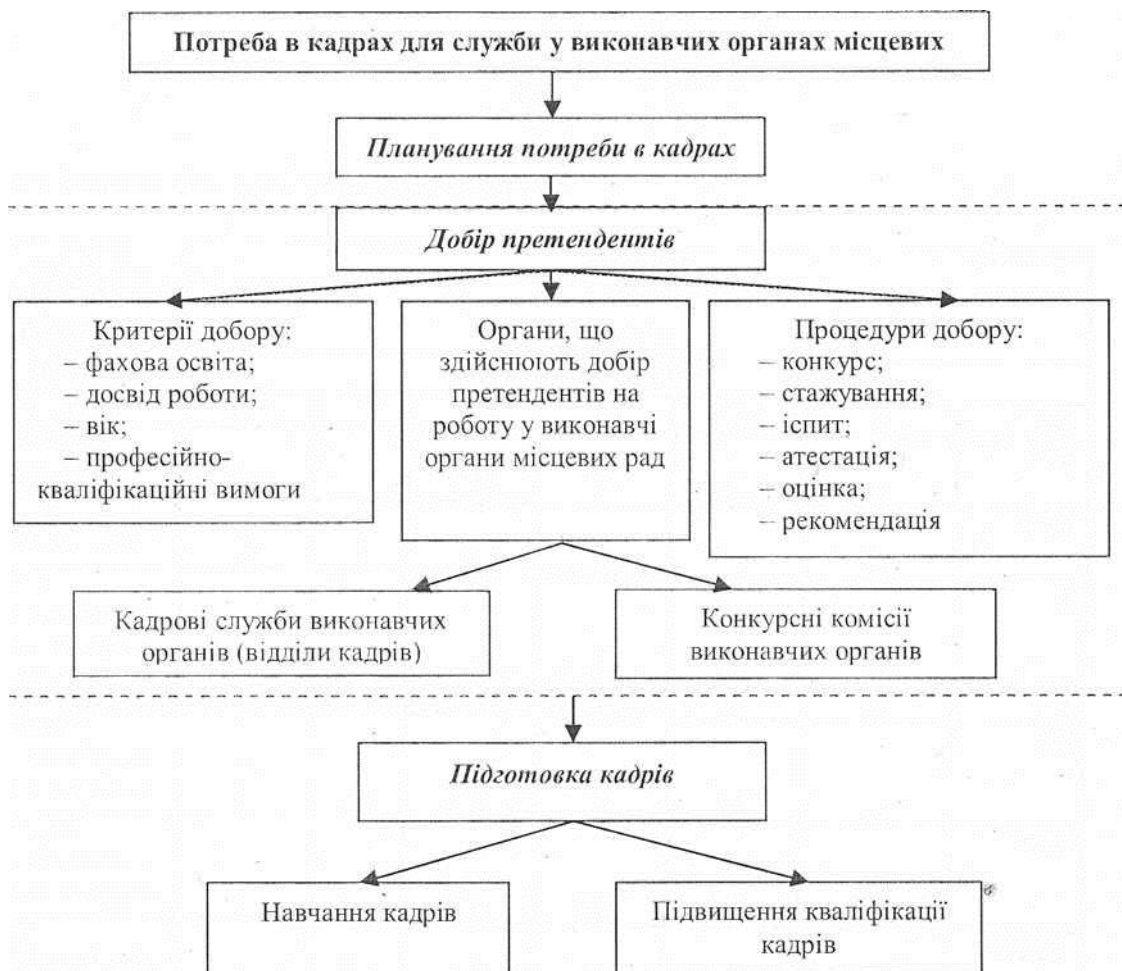 Потреба в кадрах для служби у виконавчих органах місцевих
Планування потреби в кадрах
Добір претендентів
Критерії добору:
– фахова освіта;
– досвід роботи;
– вік;
– професійно-
кваліфікаційні вимоги
Органи, що
здійснюють добір
претендентів на
роботу у виконавчі
органи місцевих рад
Процедури добору:
– конкурс;
– стажування;
– іспит;
– атестація;
– оцінка;
– рекомендація
Кадрові служби виконавчих
органів (відділи кадрів)
Конкурсні комісії
виконавчих органів
Підготовка кадрів
Навчання кадрів
Підвищення кваліфікації
кадрів